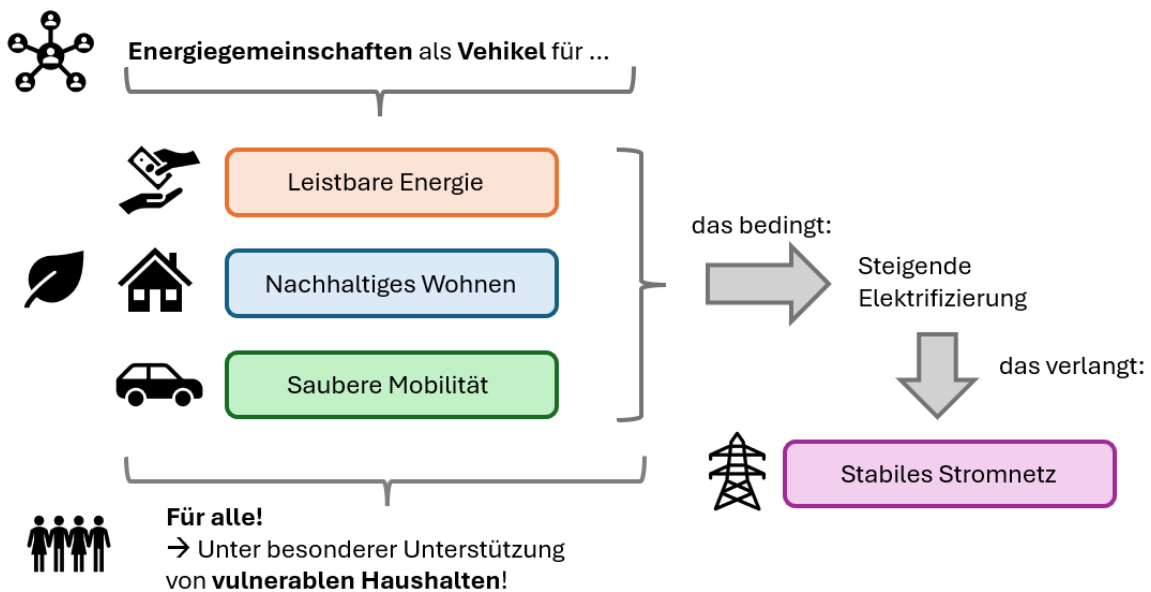 Energiegemeinschaften als Vehikel für ...
Leistbare Energie
Nachhaltiges Wohnen
Saubere Mobilität
das bedingt:
Steigende
Elektrifizierung
das verlangt:
Stabiles Stromnetz
Für alle!
→ Unter besonderer Unterstützung
von vulnerablen Haushalten!